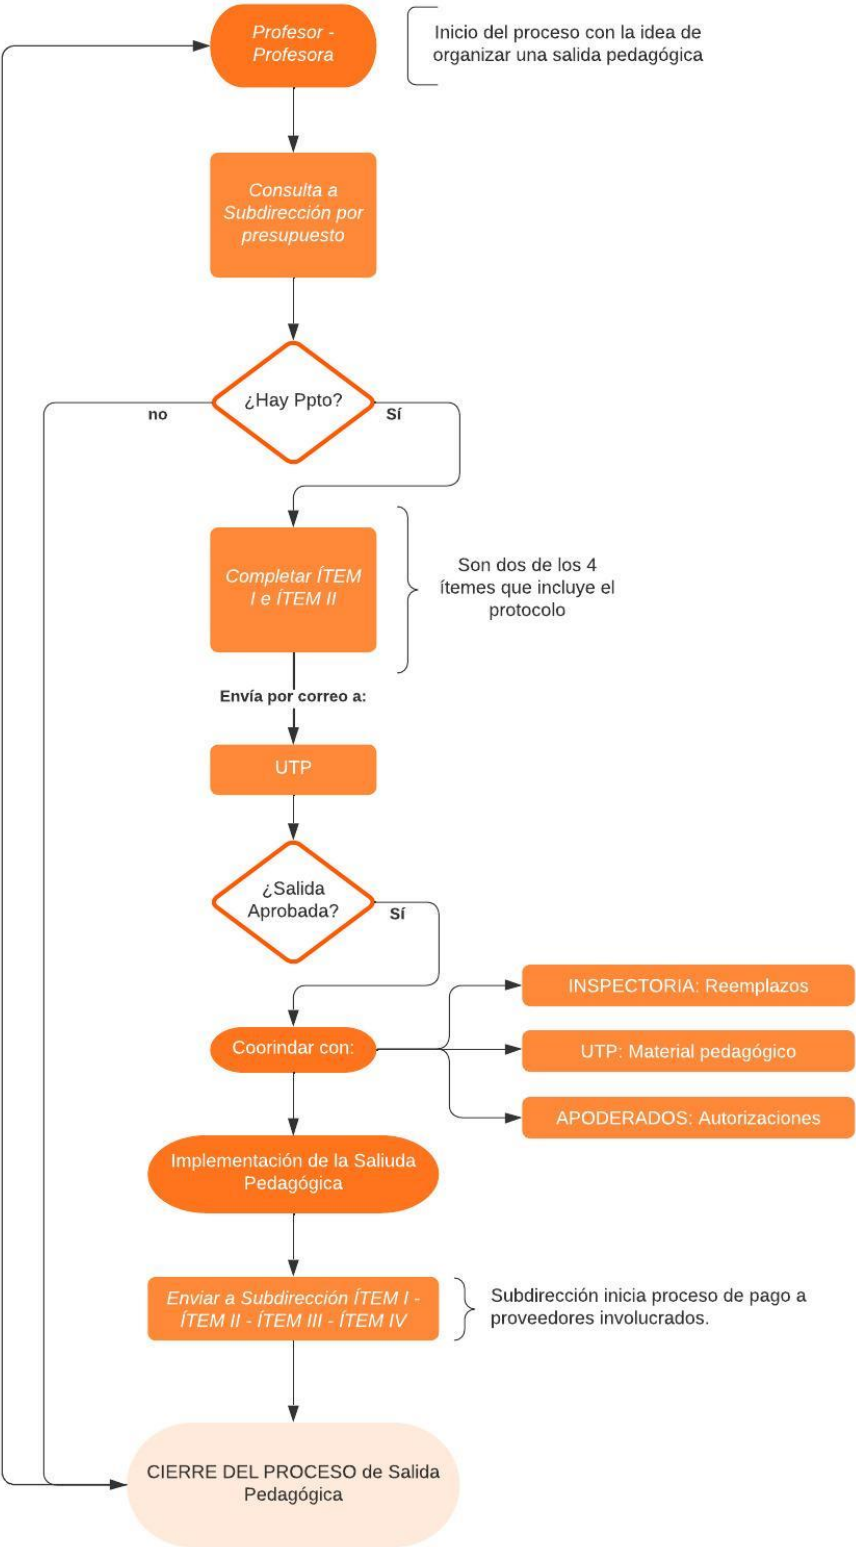 Profesor -
Profesora
Inicio del proceso con la idea de
organizar una salida pedagógica
Consulta a
Subdirección por
presupuesto
¿Hay Ppto?
no
Sí
Completar ÍTEM
I e ÍTEM II
Son dos de los 4
ítemes que incluye el
protocolo
Envía por correo a:
UTP
¿Salida
Aprobada?
Sí
Coorindar con:
INSPECTORIA: Reemplazos
UTP: Material pedagógico
APODERADOS: Autorizaciones
Implementación de la Saliuda
Pedagógica
Enviar a Subdirección ÍTEM I -
ÍTEM II - ÍTEM III - ÍTEM IV
Subdirección inicia proceso de pago a
proveedores involucrados.
CIERRE DEL PROCESO de Salida
Pedagógica